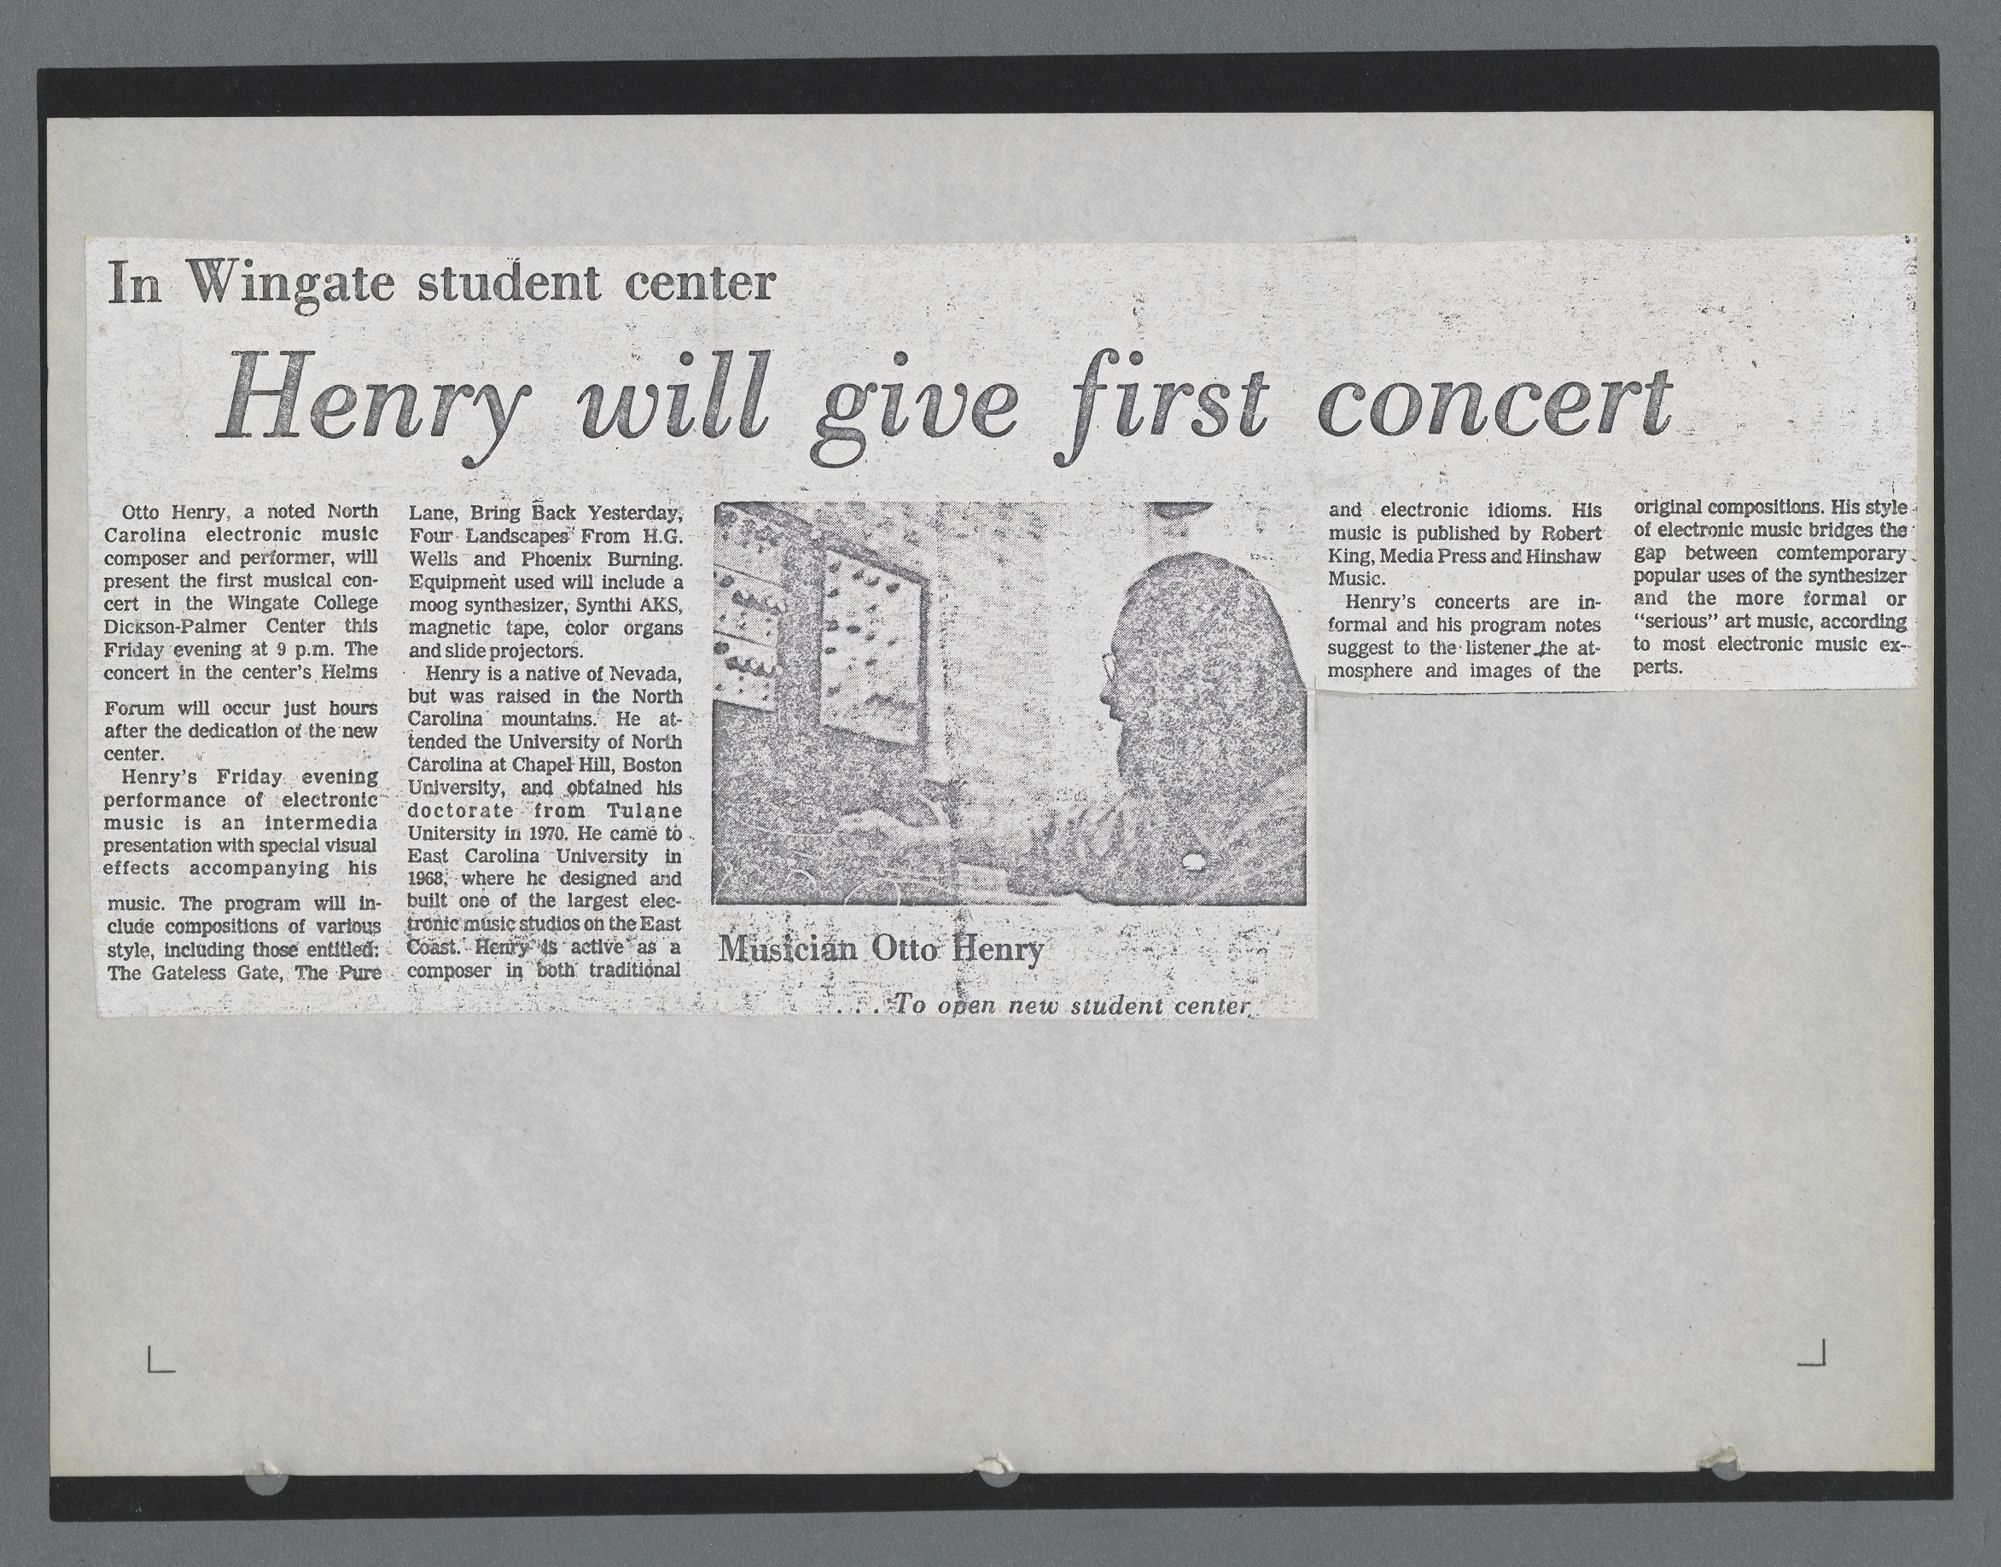 In Wingate student center
Henry will give first concert
Otto Henry, a noted North
Carolina electronic music
composer and performer, will
present the first musical con-
cert in the Wingate College
Dickson-Palmer Center this
Friday evening at 9 p.m. The
concert in the center's Helms
Forum will occur just hours
after the dedication of the new
center.
Henry's Friday evening
performance of electronic
music is an intermedia
presentation with special visual
effects accompanying his
music. The program will in-
clude compositions of various
style, including those entitled:
The Gateless Gate, The Pure
Lane, Bring Back Yesterday,
Four Landscapes From H.G.
Wells and Phoenix Burning.
Equipment used will include a
moog synthesizer, Synthi AKS,
magnetic tape, color organs
and slide projectors.
Henry is a native of Nevada,
but was raised in the North
Carolina mountains. He at-
tended the University of North
Carolina at Chapel Hill, Boston
University, and obtained his
doctorate from Tulane
Unitersity in 1970. He came to
East Carolina University in
1968, where he designed and
built one of the largest elec-
tronic music studios on the East
Coast. Henry is active as a
composer in both traditional
Musician Otto Henry
. . . To open new student center
and electronic idioms. His
music is published by Robert
King, Media Press and Hinshaw
Music.
Henry's concerts are in-
formal and his program notes
suggest to the listener the at-
mosphere and images of the
original compositions. His style
of electronic music bridges the
gap between comtemporary
popular uses of the synthesizer
and the more formal or
"serious" art music, according
to most electronic music ex-
perts.